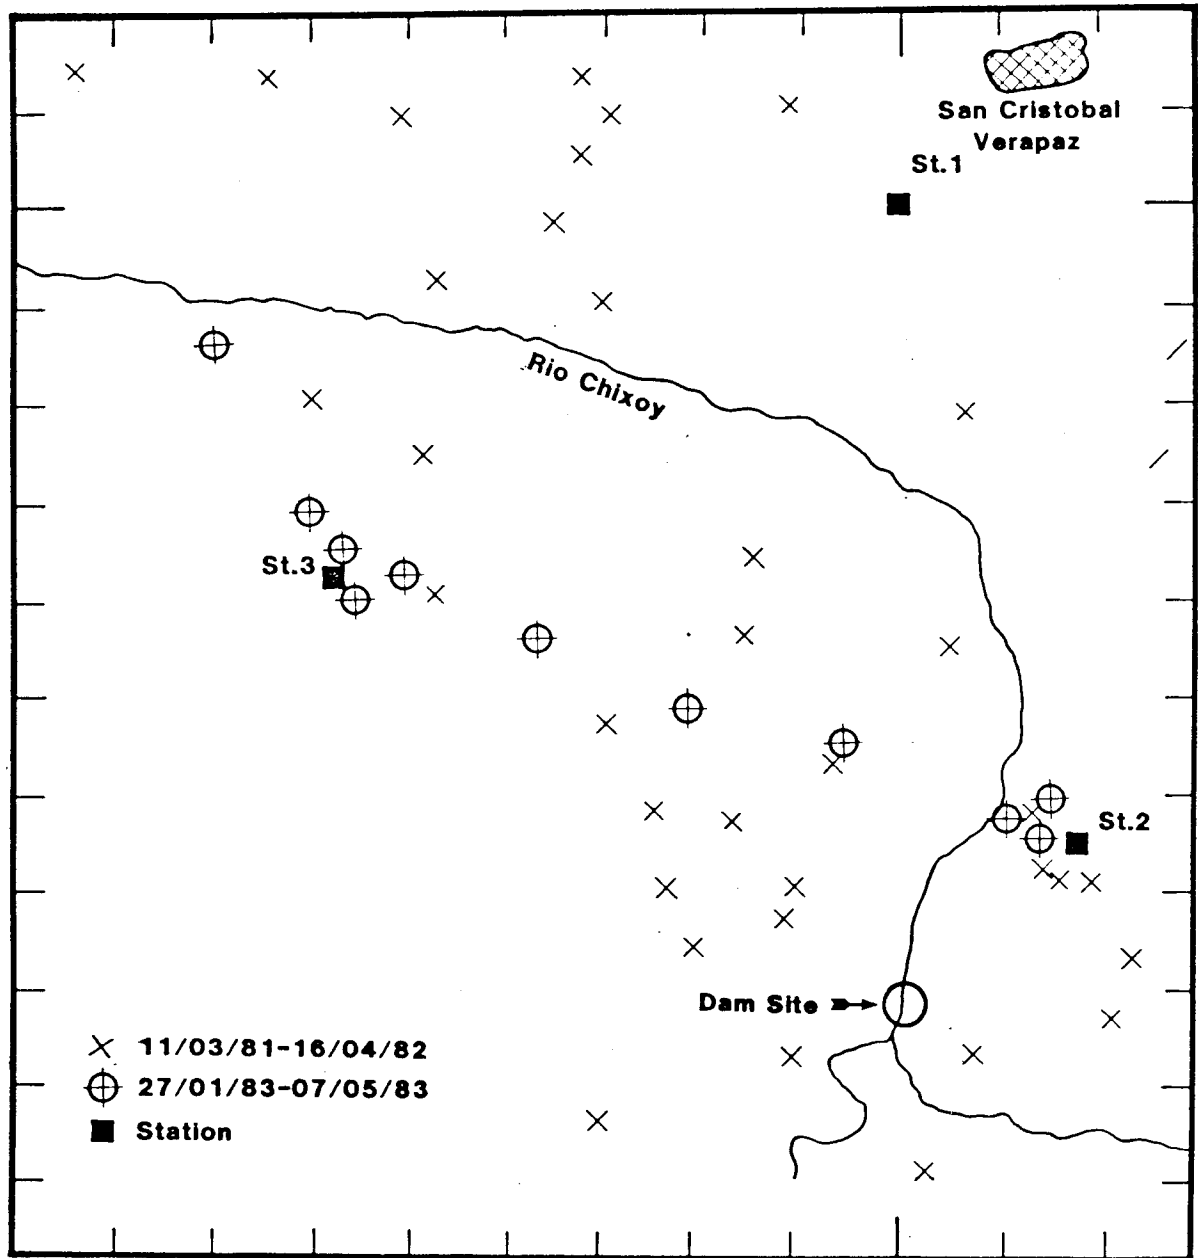 San Cristobal
Verapaz
St.1
Rio Chixoy
St.3
St.2
Dam Site
11/03/81-16/04/82
27/01/83-07/05/83
Station